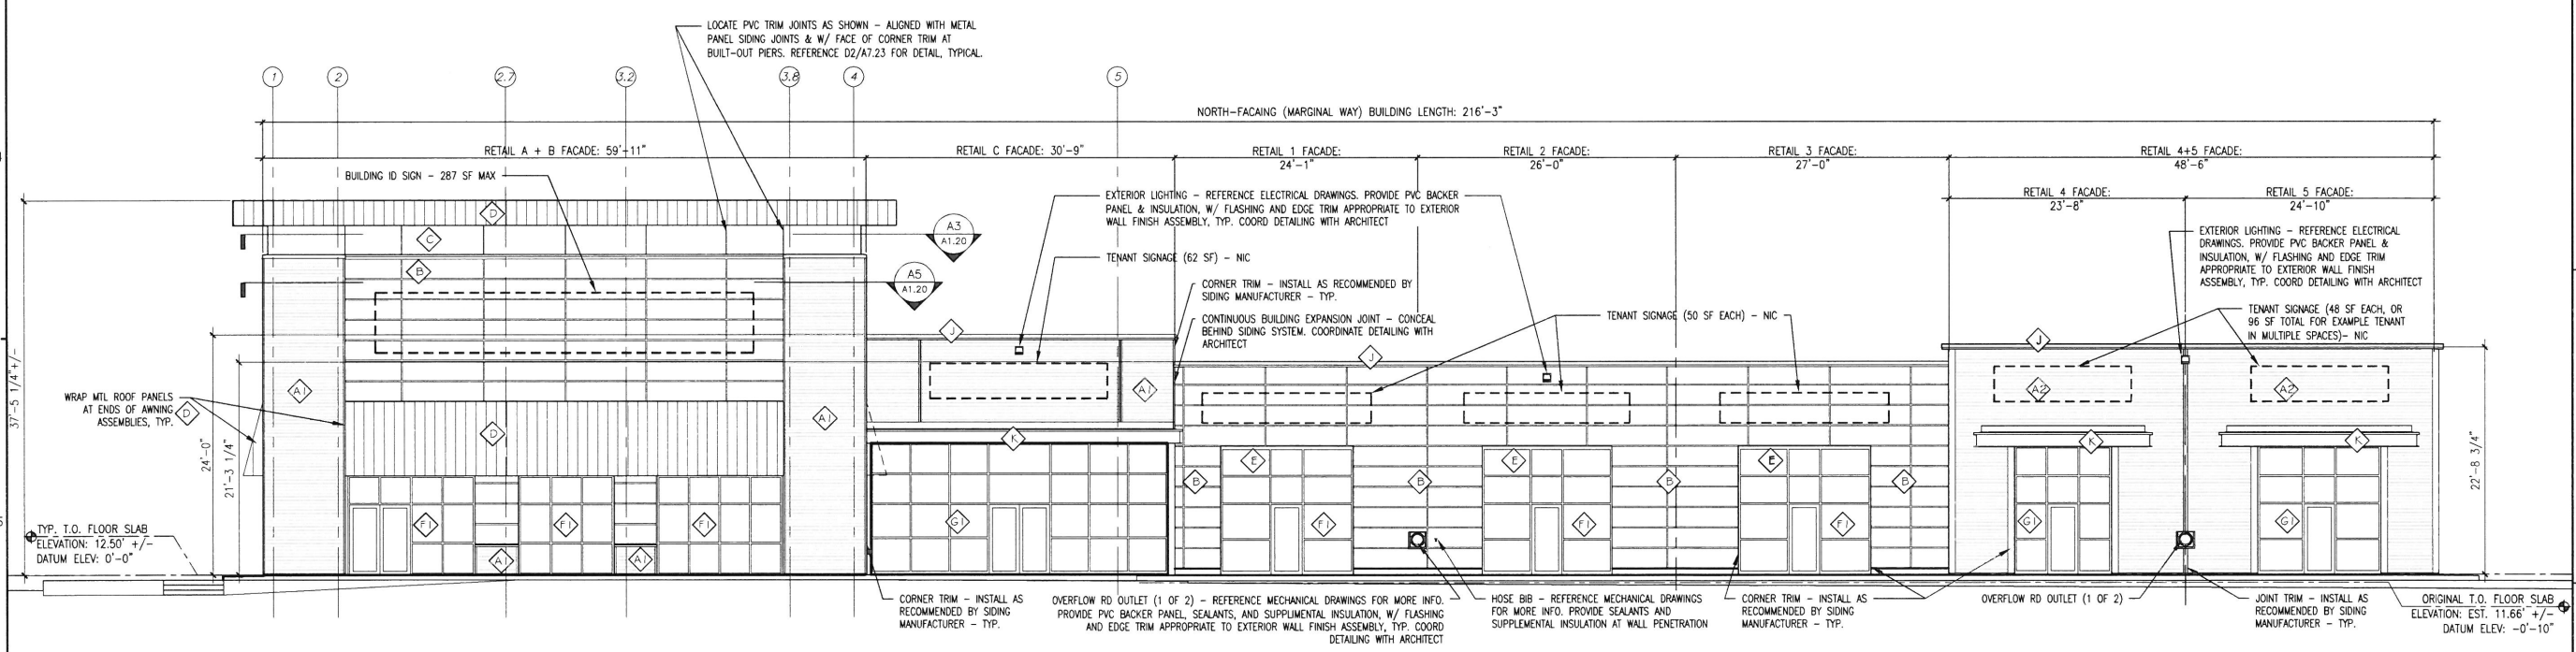 LOCATE PVC TRIM JOINTS AS SHOWN - ALIGNED WITH METAL
PANEL SIDING JOINTS & W/ FACE OF CORNER TRIM AT
BUILT-OUT PIERS. REFERENCE D2/A7.23 FOR DETAIL, TYPICAL.
1
2
2.7
3.2
3.8
4
5
NORTH-FACAING (MARGINAL WAY) BUILDING LENGTH: 216'-3"
RETAIL A + B FACADE: 59'-11"
RETAIL C FACADE: 30'-9"
RETAIL 1 FACADE:
24'-1"
RETAIL 2 FACADE:
26'-0"
RETAIL 3 FACADE:
27'-0"
RETAIL 4+5 FACADE:
48'-6"
RETAIL 4 FACADE:
23'-8"
RETAIL 5 FACADE:
24'-10"
BUILDING ID SIGN - 287 SF MAX
EXTERIOR LIGHTING - REFERENCE ELECTRICAL DRAWINGS. PROVIDE PVC BACKER
PANEL & INSULATION, W/ FLASHING AND EDGE TRIM APPROPRIATE TO EXTERIOR
WALL FINISH ASSEMBLY, TYP. COORD DETAILING WITH ARCHITECT
EXTERIOR LIGHTING - REFERENCE ELECTRICAL
DRAWINGS. PROVIDE PVC BACKER PANEL &
INSULATION, W/ FLASHING AND EDGE TRIM
APPROPRIATE TO EXTERIOR WALL FINISH
ASSEMBLY, TYP. COORD DETAILING WITH ARCHITECT
D
C
B
A3
A1.20
A5
A1.20
TENANT SIGNAGE (62 SF) - NIC
CORNER TRIM - INSTALL AS RECOMMENDED BY
SIDING MANUFACTURER - TYP.
CONTINUOUS BUILDING EXPANSION JOINT - CONCEAL
BEHIND SIDING SYSTEM. COORDINATE DETAILING WITH
ARCHITECT
TENANT SIGNAGE (50 SF EACH) - NIC
TENANT SIGNAGE (48 SF EACH, OR
96 SF TOTAL FOR EXAMPLE TENANT
IN MULTIPLE SPACES)- NIC
J
J
J
37'-5 1/4"+/-
24'-0"
21'-3 1/4"
22'-8 3/4"
WRAP MTL ROOF PANELS
AT ENDS OF AWNING
ASSEMBLIES, TYP.
D
A1
A1
A1
A2
A2
D
K
K
K
E
E
E
B
B
B
B
F1
F1
F1
G1
F1
F1
F1
G1
G1
A1
A1
TYP. T.O. FLOOR SLAB
ELEVATION: 12.50' +/-
DATUM ELEV: 0'-0"
CORNER TRIM - INSTALL AS
RECOMMENDED BY SIDING
MANUFACTURER - TYP.
OVERFLOW RD OUTLET (1 OF 2) - REFERENCE MECHANICAL DRAWINGS FOR MORE INFO.
PROVIDE PVC BACKER PANEL, SEALANTS, AND SUPPLIMENTAL INSULATION, W/ FLASHING
AND EDGE TRIM APPROPRIATE TO EXTERIOR WALL FINISH ASSEMBLY, TYP. COORD
DETAILING WITH ARCHITECT
HOSE BIB - REFERENCE MECHANICAL DRAWINGS
FOR MORE INFO. PROVIDE SEALANTS AND
SUPPLEMENTAL INSULATION AT WALL PENETRATION
CORNER TRIM - INSTALL AS
RECOMMENDED BY SIDING
MANUFACTURER - TYP.
OVERFLOW RD OUTLET (1 OF 2)
JOINT TRIM - INSTALL AS
RECOMMENDED BY SIDING
MANUFACTURER - TYP.
ORIGINAL T.O. FLOOR SLAB
ELEVATION: EST. 11.66' +/-
DATUM ELEV: -0'-10"